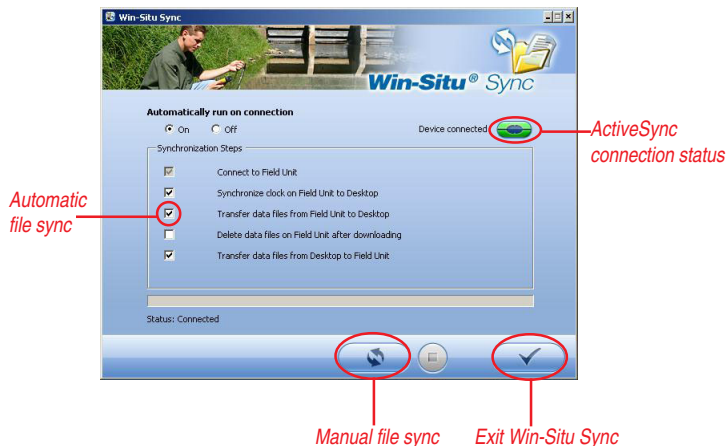 Win-Situ Sync
Win-Situ® Sync
Automatically run on connection
On Off
Device connected
ActiveSync
connection status
Synchronization Steps
Connect to Field Unit
Synchronize clock on Field Unit to Desktop
Automatic
file sync
Transfer data files from Field Unit to Desktop
Delete data files on Field Unit after downloading
Transfer data files from Desktop to Field Unit
Status: Connected
Manual file sync
Exit Win-Situ Sync